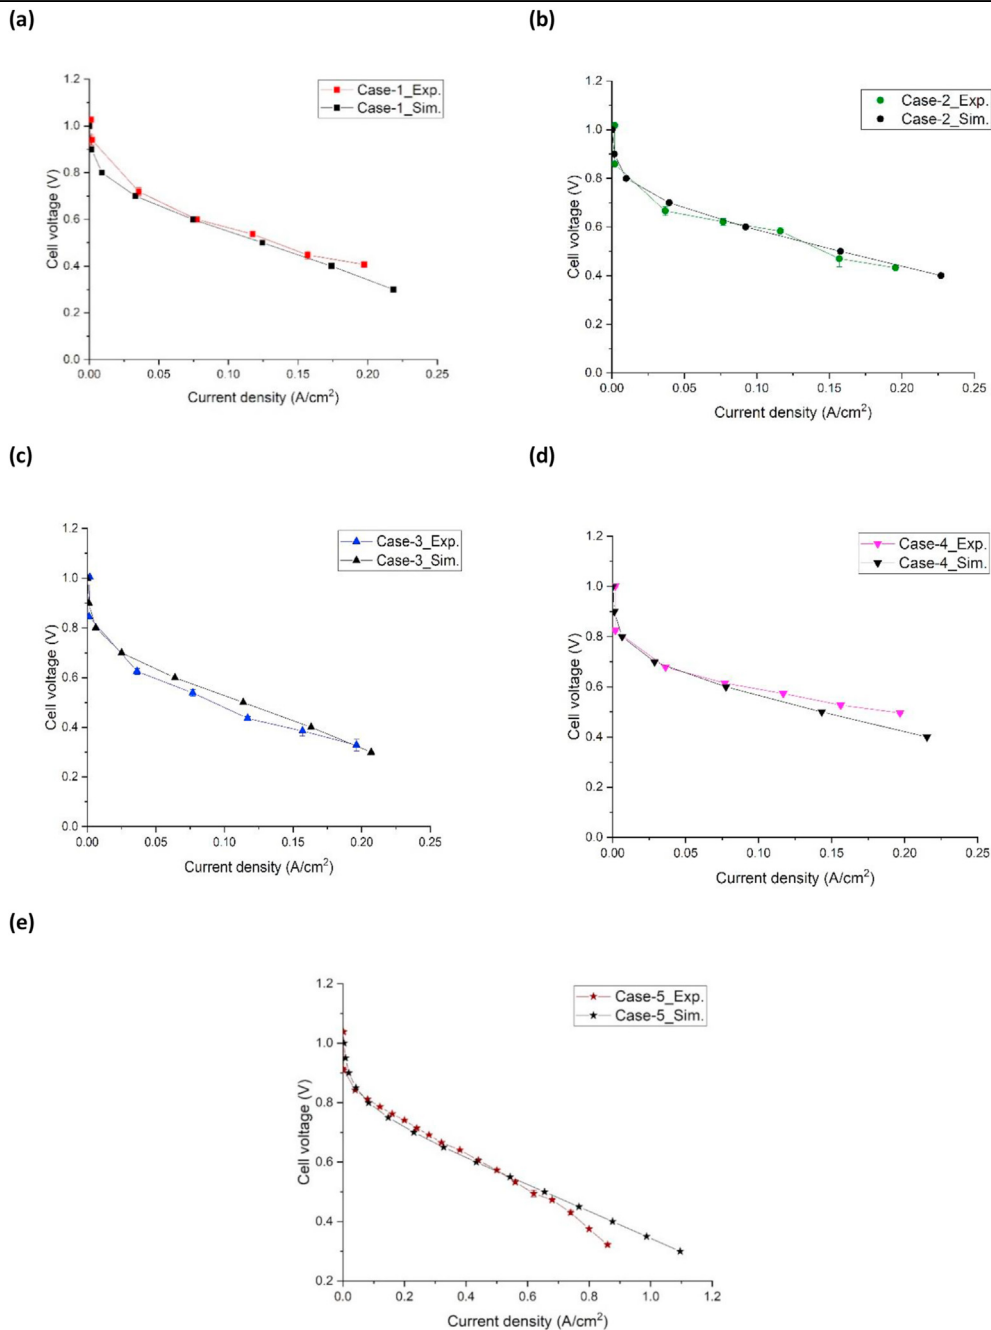 (a)
(b)
1.2
1.0
0.8
0.6
0.4
0.2
0.0
Cell voltage (V)
Case-1_Exp.
Case-1_Sim.
0.00 0.05 0.10 0.15 0.20 0.25
Current density (A/cm²)
1.2
1.0
0.8
0.6
0.4
0.2
0.0
Cell voltage (V)
Case-2_Exp.
Case-2_Sim.
0.00 0.05 0.10 0.15 0.20 0.25
Current density (A/cm²)
(c)
(d)
1.2
1.0
0.8
0.6
0.4
0.2
0.0
Cell voltage (V)
Case-3_Exp.
Case-3_Sim.
0.00 0.05 0.10 0.15 0.20 0.25
Current density (A/cm²)
1.2
1.0
0.8
0.6
0.4
0.2
0.0
Cell voltage (V)
Case-4_Exp.
Case-4_Sim.
0.00 0.05 0.10 0.15 0.20 0.25
Current density (A/cm²)
(e)
1.2
1.0
0.8
0.6
0.4
0.2
Cell voltage (V)
Case-5_Exp.
Case-5_Sim.
0.0 0.2 0.4 0.6 0.8 1.0 1.2
Current density (A/cm²)